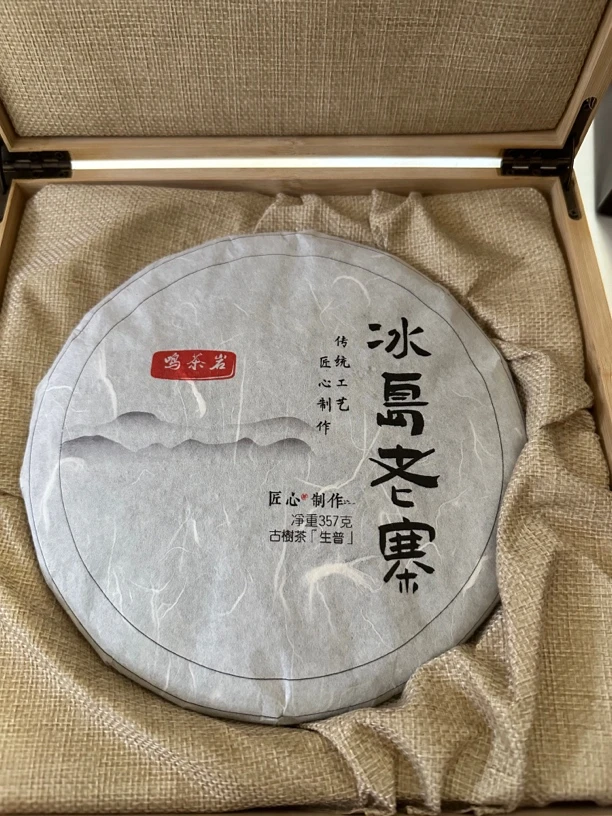 冰島老寨
传统工艺
匠心制作
鸣茶岩
匠心制作
净重357克
古樹茶「生普」